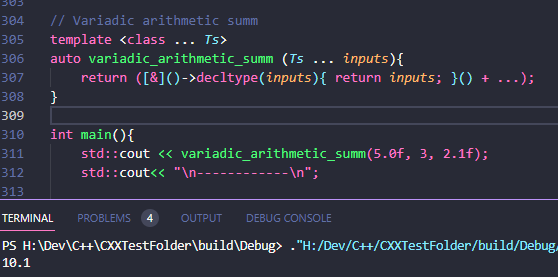 303
304 // Variadic arithmetic summ
305 template <class ... Ts>
306 auto variadic_arithmetic_summ (Ts ... inputs){
307     return ([&]()->decltype(inputs){ return inputs; }() + ...);
308 }
309
310 int main(){
311     std::cout << variadic_arithmetic_summ(5.0f, 3, 2.1f);
312     std::cout<< "\n------------\n";
313
TERMINAL PROBLEMS 4 OUTPUT DEBUG CONSOLE
PS H:\Dev\C++\CXXTestFolder\build\Debug> ."H:/Dev/C++/CXXTestFolder/build/Debug/
10.1